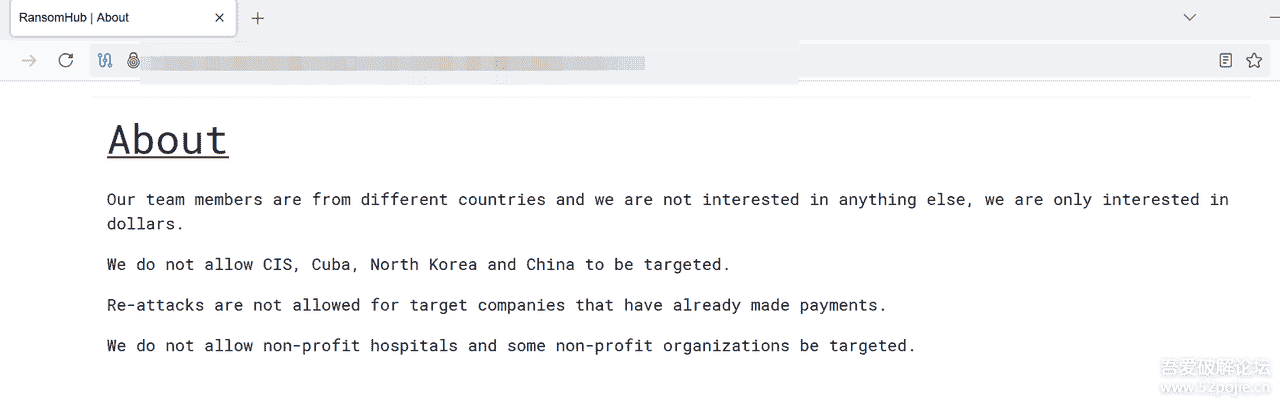 RansomHub | About
About
Our team members are from different countries and we are not interested in anything else, we are only interested in
dollars.
We do not allow CIS, Cuba, North Korea and China to be targeted.
Re-attacks are not allowed for target companies that have already made payments.
We do not allow non-profit hospitals and some non-profit organizations be targeted.
吾爱破解论坛
www.52pojie.cn